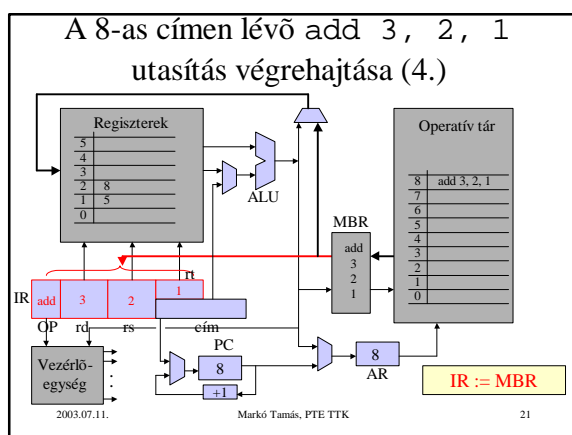 A 8-as címen lévõ add 3, 2, 1
utasítás végrehajtása (4.)
Regiszterek
5
4
3
2 8
1 5
0
ALU
Operatív tár
8 add 3, 2, 1
7
6
5
4
3
2
1
0
MBR
add
3
2
1
rt
IR add 3 2 1
OP rd rs cím
Vezérlõ-
egység
PC
8
+1
8
AR
IR := MBR
2003.07.11. Markó Tamás, PTE TTK 21